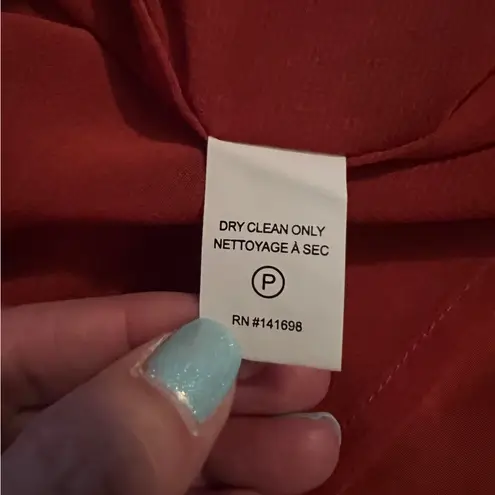 DRY CLEAN ONLY
NETTOYAGE À SEC
P
RN #141698